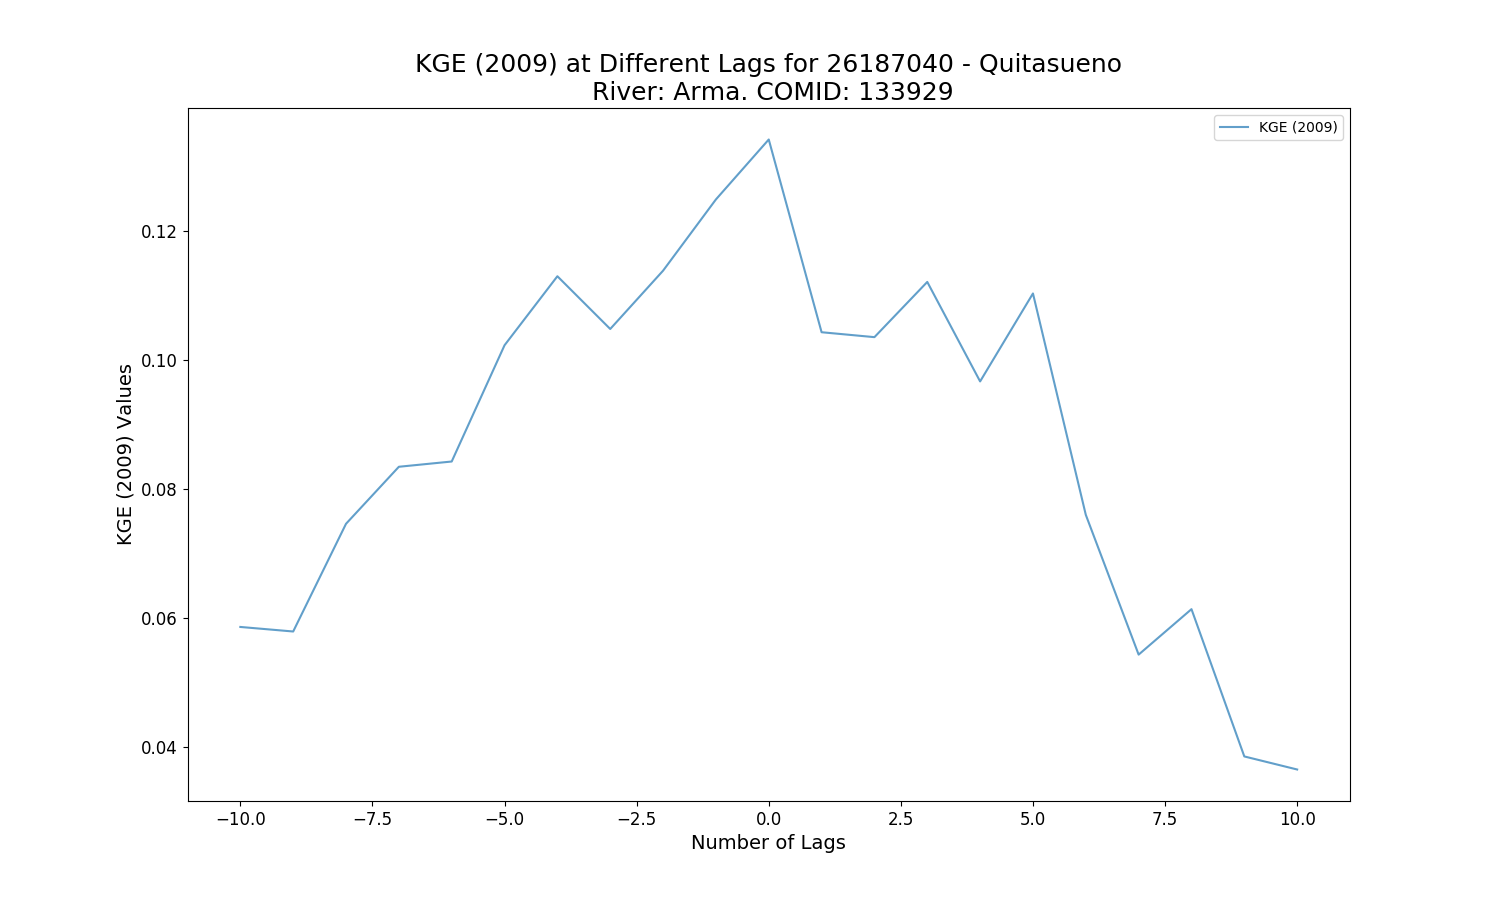 KGE (2009) at Different Lags for 26187040 - Quitasueno
River: Arma. COMID: 133929
KGE (2009)
0.12
0.10
0.08
0.06
0.04
KGE (2009) Values
−10.0 −7.5 −5.0 −2.5 0.0 2.5 5.0 7.5 10.0
Number of Lags